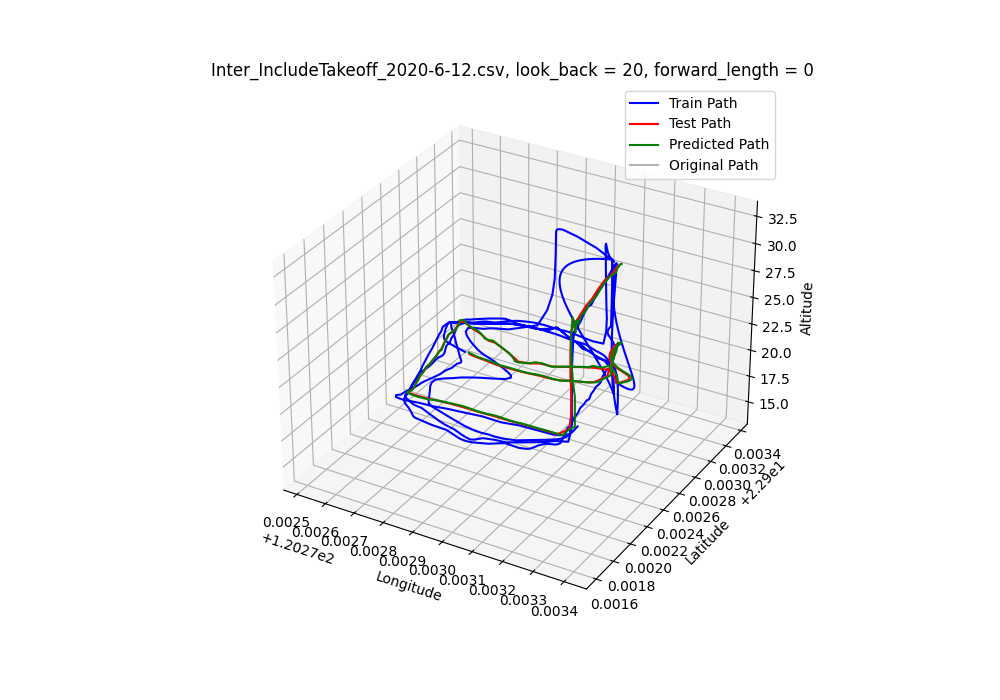 Inter_IncludeTakeoff_2020-6-12.csv, look_back = 20, forward_length = 0
Train Path
Test Path
Predicted Path
Original Path
32.5
30.0
27.5
25.0
22.5
20.0
17.5
15.0
Altitude
0.0034
0.0032
0.0030
0.0028
0.0026
0.0024
0.0022
0.0020
0.0018
0.0016
+2.29e1
Latitude
0.0025
0.0026
0.0027
0.0028
0.0029
0.0030
0.0031
0.0032
0.0033
0.0034
+1.2027e2
Longitude